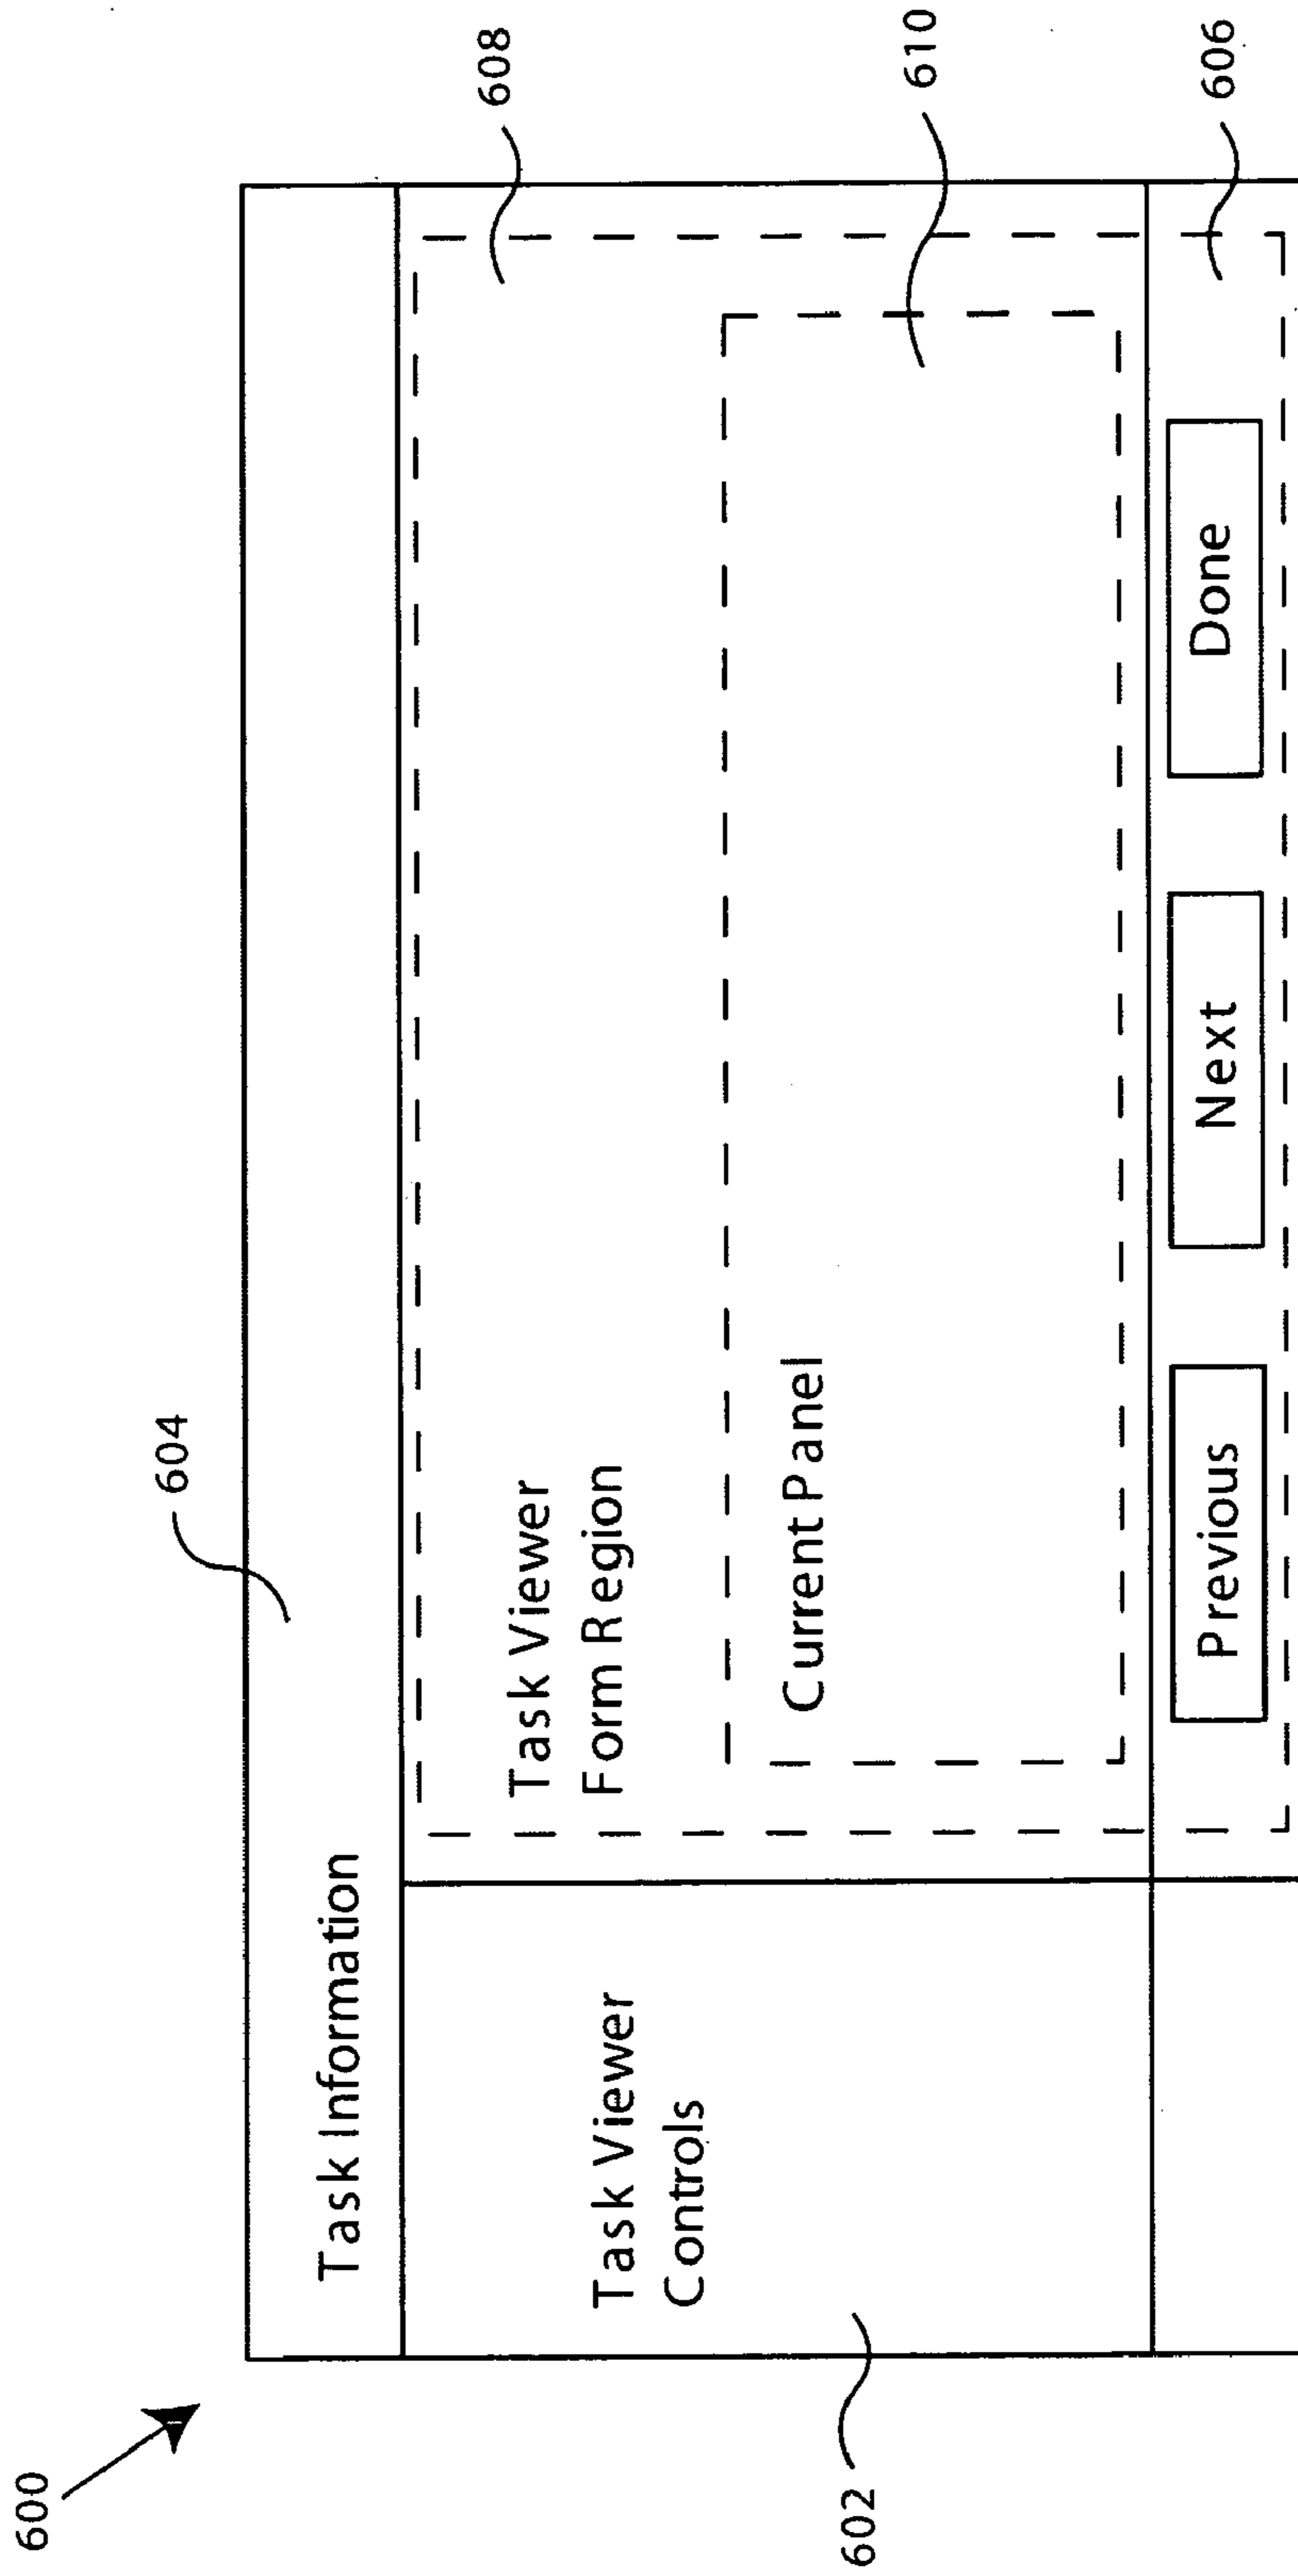 600
604
Task Information
608
Task Viewer
Form Region
Task Viewer
Controls
Current Panel
610
602
Previous
Next
Done
606